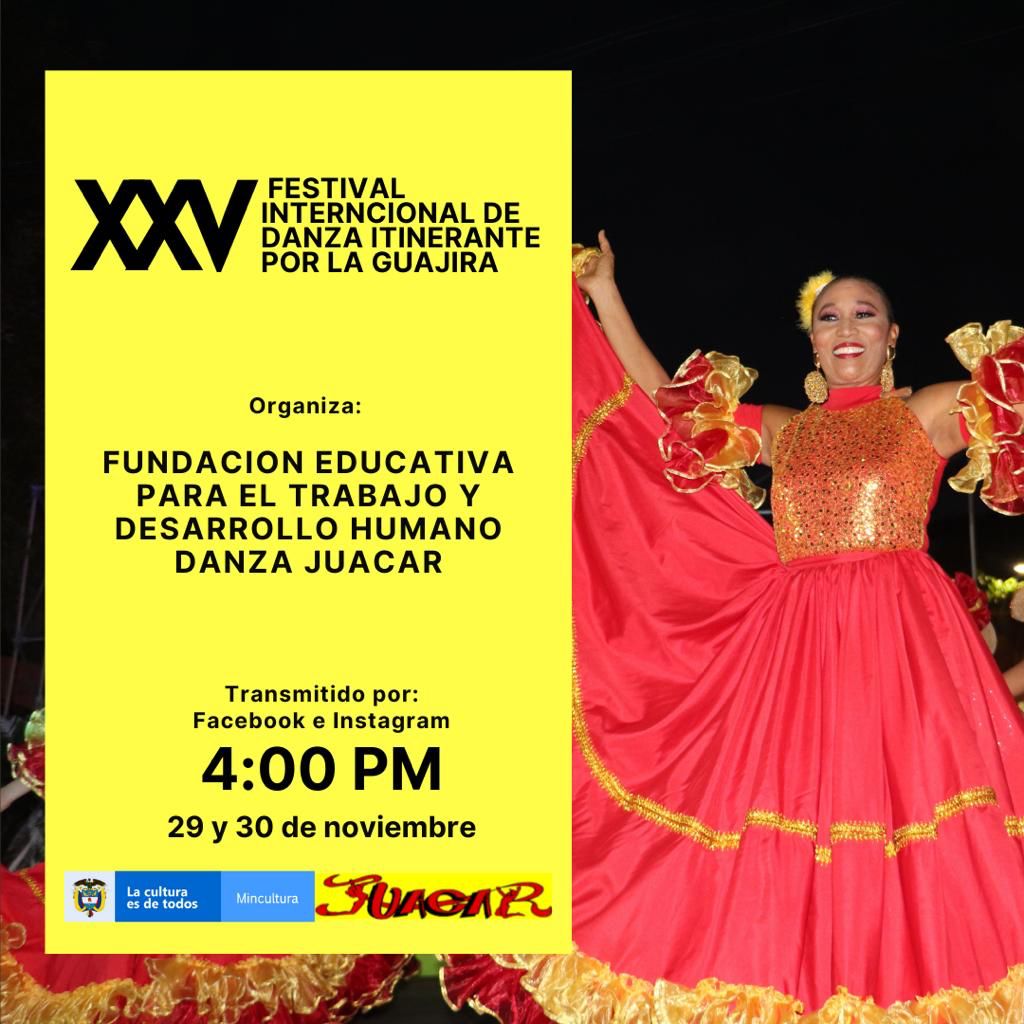 XXV
FESTIVAL
INTERNCIONAL DE
DANZA ITINERANTE
POR LA GUAJIRA
Organiza:
FUNDACION EDUCATIVA
PARA EL TRABAJO Y
DESARROLLO HUMANO
DANZA JUACAR
Transmitido por:
Facebook e Instagram
4:00 PM
29 y 30 de noviembre
La cultura
es de todos
Mincultura
JUACAR